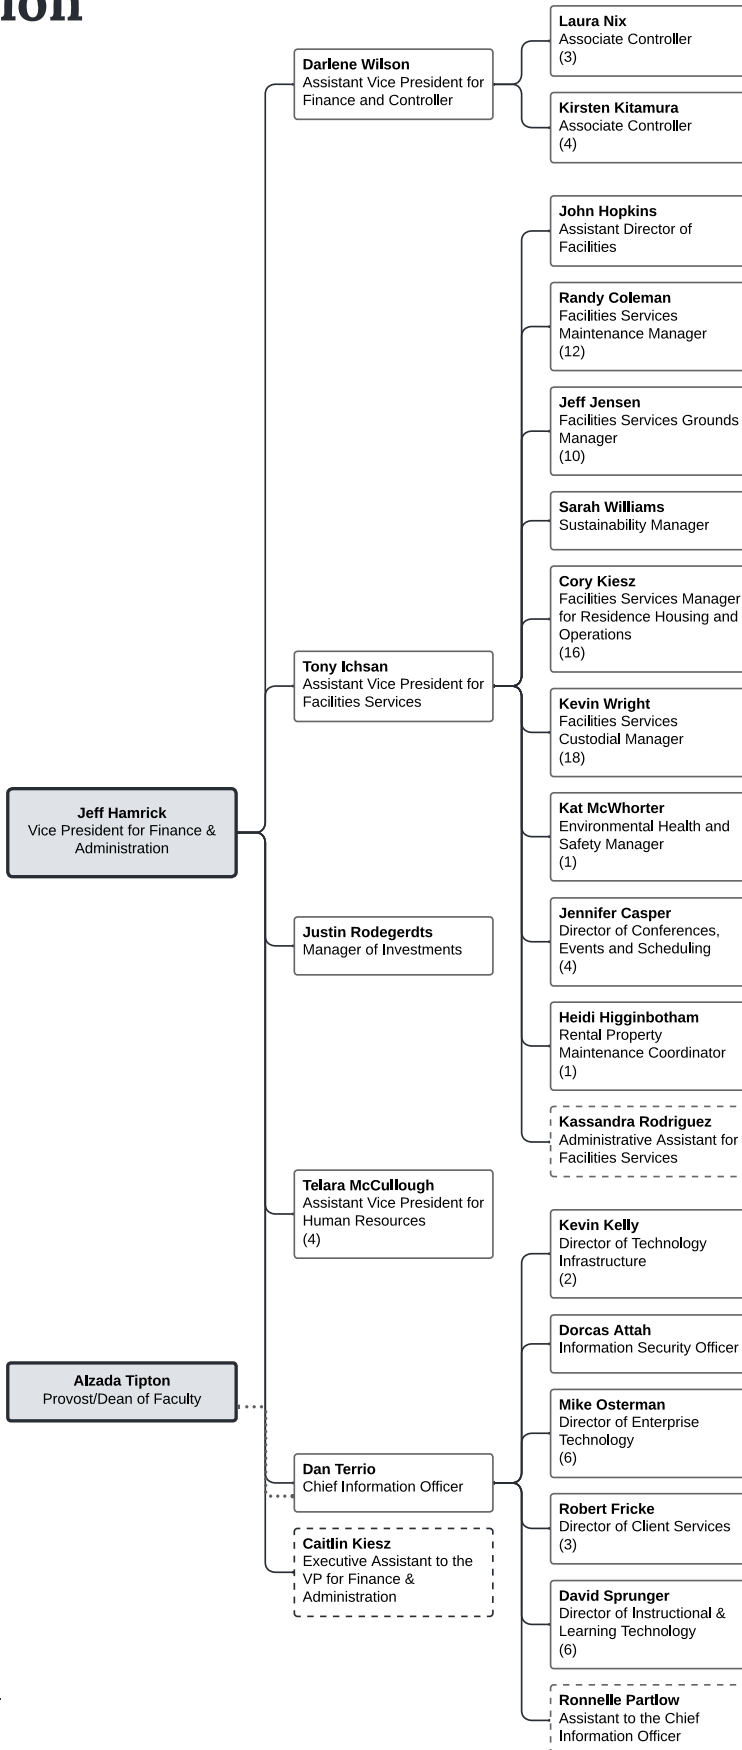 ion
Laura Nix
Associate Controller
(3)
Darlene Wilson
Assistant Vice President for
Finance and Controller
Kirsten Kitamura
Associate Controller
(4)
John Hopkins
Assistant Director of
Facilities
Randy Coleman
Facilities Services
Maintenance Manager
(12)
Jeff Jensen
Facilities Services Grounds
Manager
(10)
Sarah Williams
Sustainability Manager
Cory Kiesz
Facilities Services Manager
for Residence Housing and
Operations
(16)
Tony Ichsan
Assistant Vice President for
Facilities Services
Kevin Wright
Facilities Services
Custodial Manager
(18)
Jeff Hamrick
Vice President for Finance &
Administration
Kat McWhorter
Environmental Health and
Safety Manager
(1)
Justin Rodegerdts
Manager of Investments
Jennifer Casper
Director of Conferences,
Events and Scheduling
(4)
Heidi Higginbotham
Rental Property
Maintenance Coordinator
(1)
Kassandra Rodriguez
Administrative Assistant for
Facilities Services
Telara McCullough
Assistant Vice President for
Human Resources
(4)
Kevin Kelly
Director of Technology
Infrastructure
(2)
Dorcas Attah
Information Security Officer
Alzada Tipton
Provost/Dean of Faculty
Mike Osterman
Director of Enterprise
Technology
(6)
Dan Terrio
Chief Information Officer
Robert Fricke
Director of Client Services
(3)
Caitlin Kiesz
Executive Assistant to the
VP for Finance &
Administration
David Sprunger
Director of Instructional &
Learning Technology
(6)
Ronnelle Partlow
Assistant to the Chief
Information Officer